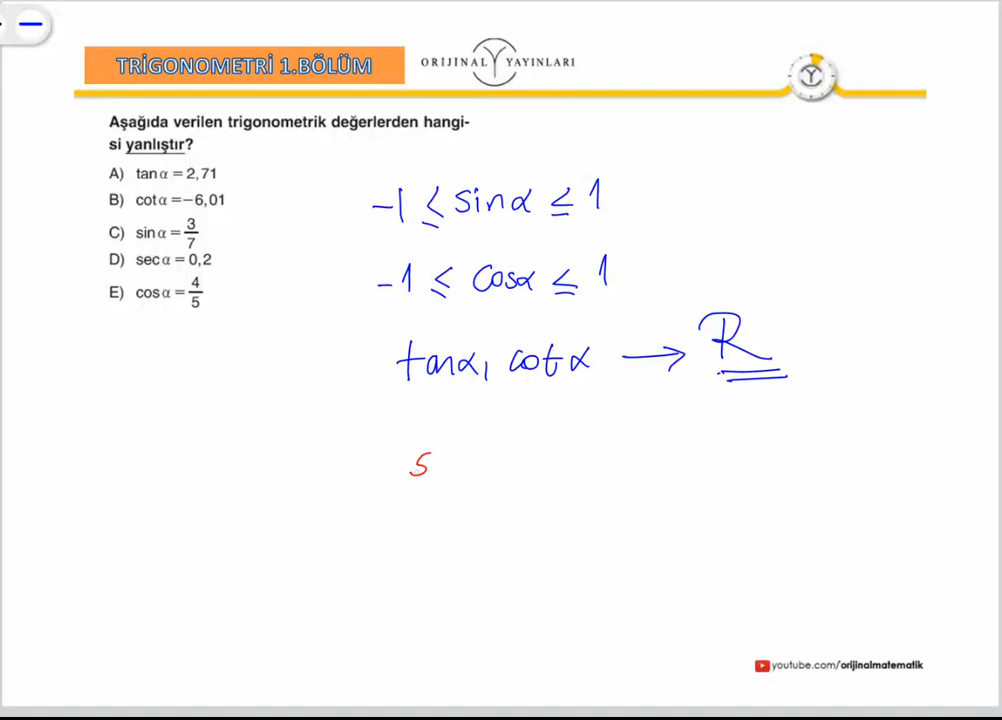 TRİGONOMETRİ 1.BÖLÜM
ORIJINAL YAYINLARI
Aşağıda verilen trigonometrik değerlerden hangi-
si yanlıştır?
A) tan α = 2,71
B) cot α = −6,01
C) sin α = 3/7
D) sec α = 0,2
E) cos α = 4/5
-1 ≤ sin α ≤ 1
-1 ≤ cos α ≤ 1
tan α, cot α → R
s
youtube.com/orijinalmatematik